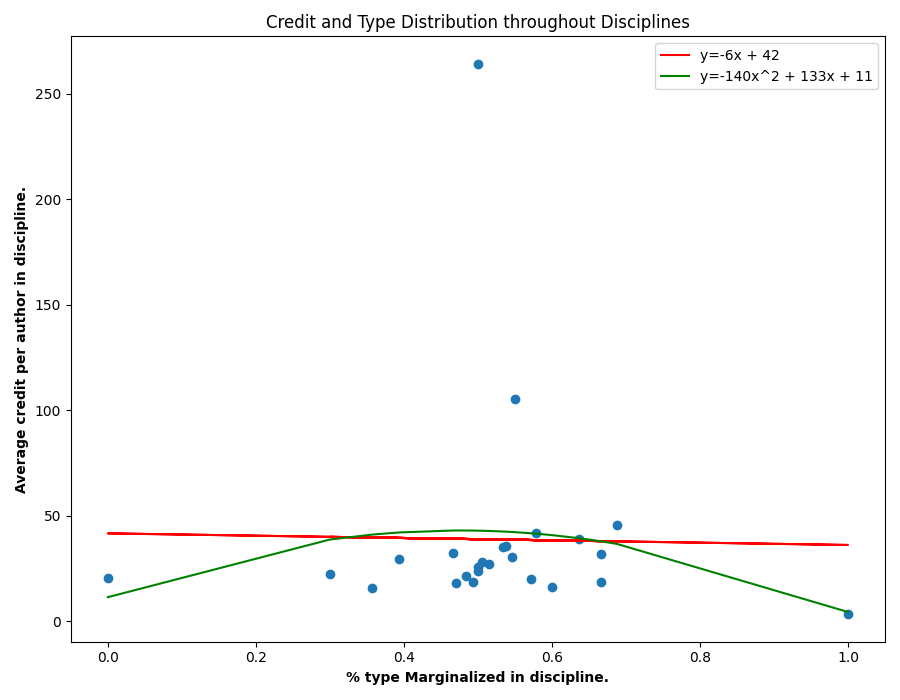 Credit and Type Distribution throughout Disciplines
y=-6x + 42
y=-140x^2 + 133x + 11
Average credit per author in discipline.
250
200
150
100
50
0
0.0 0.2 0.4 0.6 0.8 1.0
% type Marginalized in discipline.